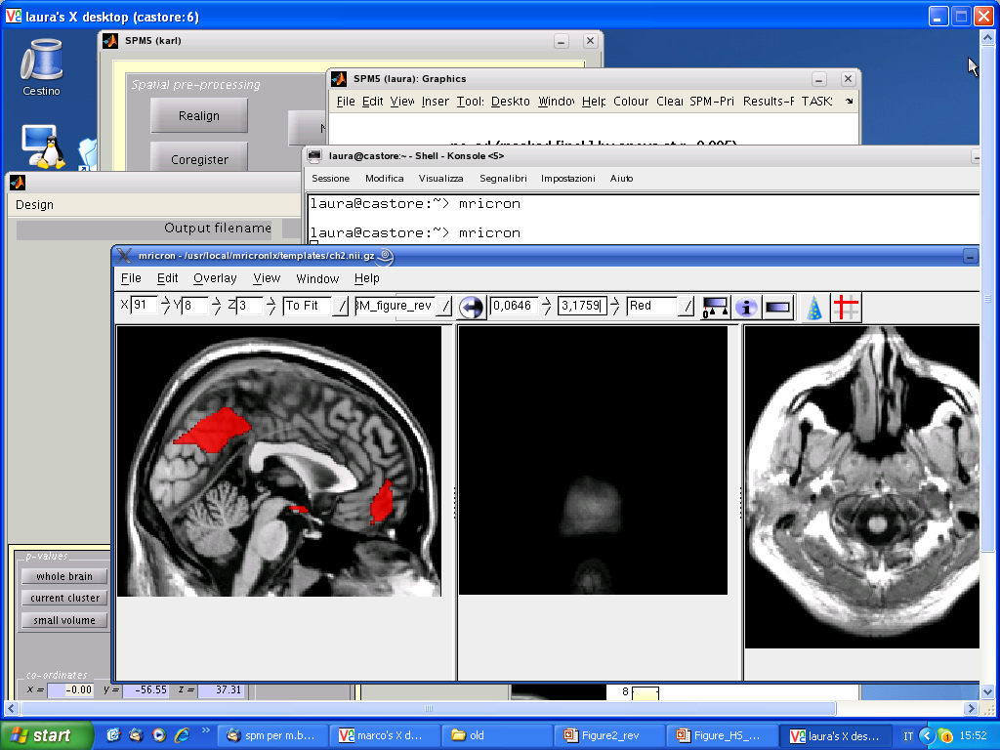 laura's X desktop (castore:6)
Cestino
SPM5 (karl)
Spatial pre-processing
Realign
Coregister
SPM5 (laura): Graphics
File Edit View Inser Tool: Deskto Windo Help Colour Clear SPM-Pri Results-F TASK:
laura@castore:~ - Shell - Konsole <5>
Sessione Modifica Visualizza Segnalibri Impostazioni Aiuto
laura@castore:~> mricron
laura@castore:~> mricron
Design
Output filename
mricron - /usr/local/mricronlx/templates/ch2.nii.gz
File Edit Overlay View Window Help
X 91 Y 8 Z 3 To Fit 3M_figure_rev 0,0646 3,1759 Red
p-values
whole brain
current cluster
small volume
co-ordinates
x = -0.00 y = -56.55 z = 37.31
8
start
spm per m.b...
marco's X d...
old
Figure2_rev
Figure_H5_...
laura's X des...
IT
15:52